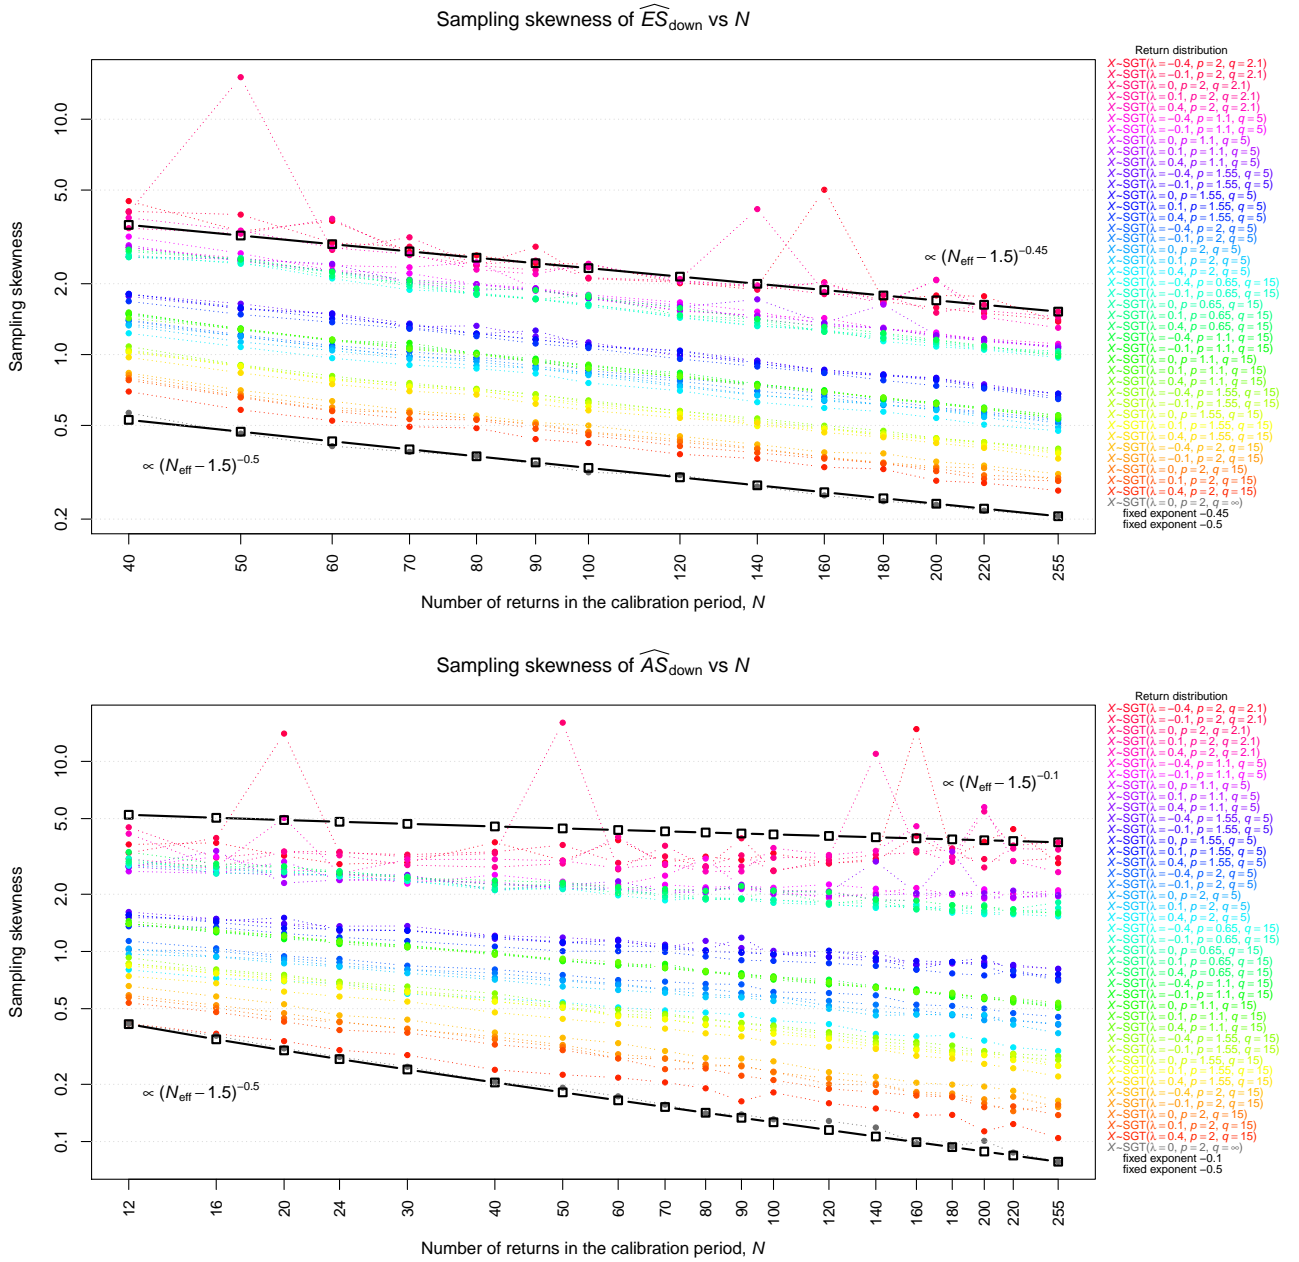 Sampling skewness of \widehat{ES}_down vs N
Sampling skewness
10.0
5.0
2.0
1.0
0.5
0.2
∝ (N_eff − 1.5)^−0.45
∝ (N_eff − 1.5)^−0.5
40 50 60 70 80 90 100 120 140 160 180 200 220 255
Number of returns in the calibration period, N
Return distribution
X~SGT(λ = −0.4, p = 2, q = 2.1)
X~SGT(λ = −0.1, p = 2, q = 2.1)
X~SGT(λ = 0, p = 2, q = 2.1)
X~SGT(λ = 0.1, p = 2, q = 2.1)
X~SGT(λ = 0.4, p = 2, q = 2.1)
X~SGT(λ = −0.4, p = 1.1, q = 5)
X~SGT(λ = −0.1, p = 1.1, q = 5)
X~SGT(λ = 0, p = 1.1, q = 5)
X~SGT(λ = 0.1, p = 1.1, q = 5)
X~SGT(λ = 0.4, p = 1.1, q = 5)
X~SGT(λ = −0.4, p = 1.55, q = 5)
X~SGT(λ = −0.1, p = 1.55, q = 5)
X~SGT(λ = 0, p = 1.55, q = 5)
X~SGT(λ = 0.1, p = 1.55, q = 5)
X~SGT(λ = 0.4, p = 1.55, q = 5)
X~SGT(λ = −0.4, p = 2, q = 5)
X~SGT(λ = −0.1, p = 2, q = 5)
X~SGT(λ = 0, p = 2, q = 5)
X~SGT(λ = 0.1, p = 2, q = 5)
X~SGT(λ = 0.4, p = 2, q = 5)
X~SGT(λ = −0.4, p = 0.65, q = 15)
X~SGT(λ = −0.1, p = 0.65, q = 15)
X~SGT(λ = 0, p = 0.65, q = 15)
X~SGT(λ = 0.1, p = 0.65, q = 15)
X~SGT(λ = 0.4, p = 0.65, q = 15)
X~SGT(λ = −0.4, p = 1.1, q = 15)
X~SGT(λ = −0.1, p = 1.1, q = 15)
X~SGT(λ = 0, p = 1.1, q = 15)
X~SGT(λ = 0.1, p = 1.1, q = 15)
X~SGT(λ = 0.4, p = 1.1, q = 15)
X~SGT(λ = −0.4, p = 1.55, q = 15)
X~SGT(λ = −0.1, p = 1.55, q = 15)
X~SGT(λ = 0, p = 1.55, q = 15)
X~SGT(λ = 0.1, p = 1.55, q = 15)
X~SGT(λ = 0.4, p = 1.55, q = 15)
X~SGT(λ = −0.4, p = 2, q = 15)
X~SGT(λ = −0.1, p = 2, q = 15)
X~SGT(λ = 0, p = 2, q = 15)
X~SGT(λ = 0.1, p = 2, q = 15)
X~SGT(λ = 0.4, p = 2, q = 15)
X~SGT(λ = 0, p = 2, q = ∞)
fixed exponent −0.45
fixed exponent −0.5
Sampling skewness of \widehat{AS}_down vs N
Sampling skewness
10.0
5.0
2.0
1.0
0.5
0.2
0.1
∝ (N_eff − 1.5)^−0.1
∝ (N_eff − 1.5)^−0.5
12 16 20 24 30 40 50 60 70 80 90 100 120 140 160 180 200 220 255
Number of returns in the calibration period, N
Return distribution
X~SGT(λ = −0.4, p = 2, q = 2.1)
X~SGT(λ = −0.1, p = 2, q = 2.1)
X~SGT(λ = 0, p = 2, q = 2.1)
X~SGT(λ = 0.1, p = 2, q = 2.1)
X~SGT(λ = 0.4, p = 2, q = 2.1)
X~SGT(λ = −0.4, p = 1.1, q = 5)
X~SGT(λ = −0.1, p = 1.1, q = 5)
X~SGT(λ = 0, p = 1.1, q = 5)
X~SGT(λ = 0.1, p = 1.1, q = 5)
X~SGT(λ = 0.4, p = 1.1, q = 5)
X~SGT(λ = −0.4, p = 1.55, q = 5)
X~SGT(λ = −0.1, p = 1.55, q = 5)
X~SGT(λ = 0, p = 1.55, q = 5)
X~SGT(λ = 0.1, p = 1.55, q = 5)
X~SGT(λ = 0.4, p = 1.55, q = 5)
X~SGT(λ = −0.4, p = 2, q = 5)
X~SGT(λ = −0.1, p = 2, q = 5)
X~SGT(λ = 0, p = 2, q = 5)
X~SGT(λ = 0.1, p = 2, q = 5)
X~SGT(λ = 0.4, p = 2, q = 5)
X~SGT(λ = −0.4, p = 0.65, q = 15)
X~SGT(λ = −0.1, p = 0.65, q = 15)
X~SGT(λ = 0, p = 0.65, q = 15)
X~SGT(λ = 0.1, p = 0.65, q = 15)
X~SGT(λ = 0.4, p = 0.65, q = 15)
X~SGT(λ = −0.4, p = 1.1, q = 15)
X~SGT(λ = −0.1, p = 1.1, q = 15)
X~SGT(λ = 0, p = 1.1, q = 15)
X~SGT(λ = 0.1, p = 1.1, q = 15)
X~SGT(λ = 0.4, p = 1.1, q = 15)
X~SGT(λ = −0.4, p = 1.55, q = 15)
X~SGT(λ = −0.1, p = 1.55, q = 15)
X~SGT(λ = 0, p = 1.55, q = 15)
X~SGT(λ = 0.1, p = 1.55, q = 15)
X~SGT(λ = 0.4, p = 1.55, q = 15)
X~SGT(λ = −0.4, p = 2, q = 15)
X~SGT(λ = −0.1, p = 2, q = 15)
X~SGT(λ = 0, p = 2, q = 15)
X~SGT(λ = 0.1, p = 2, q = 15)
X~SGT(λ = 0.4, p = 2, q = 15)
X~SGT(λ = 0, p = 2, q = ∞)
fixed exponent −0.1
fixed exponent −0.5